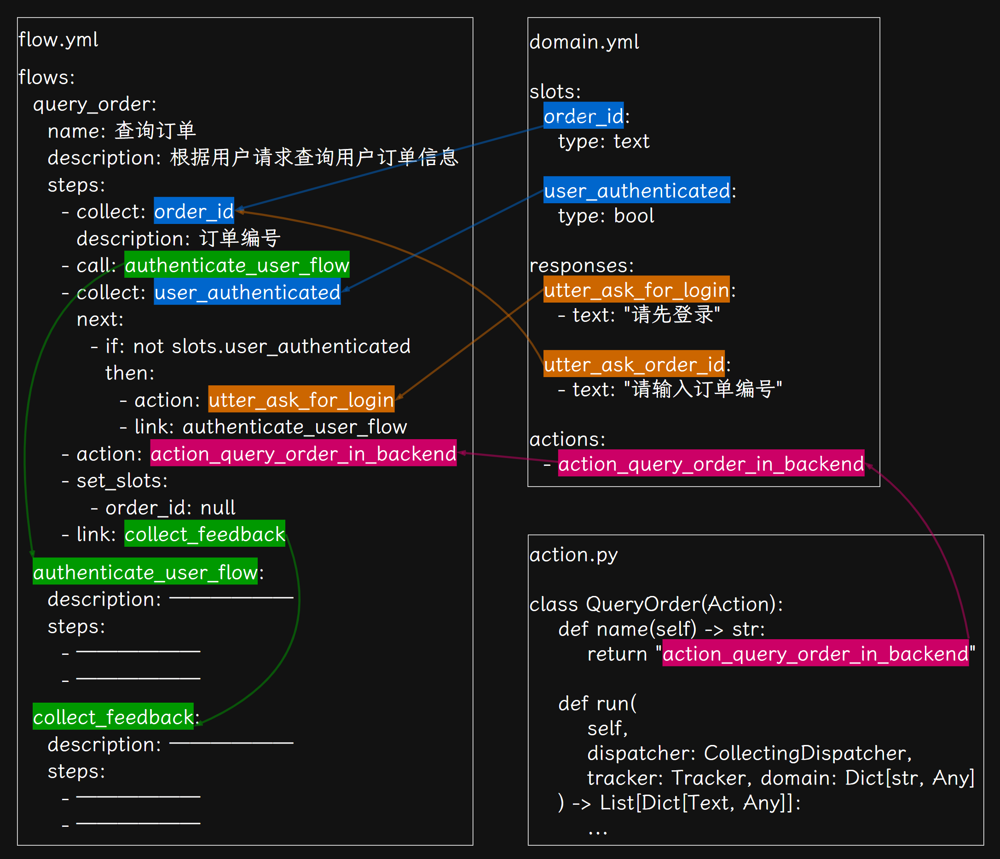 flow.yml
flows:
query_order:
name: 查询订单
description: 根据用户请求查询用户订单信息
steps:
- collect: order_id
description: 订单编号
- call: authenticate_user_flow
- collect: user_authenticated
next:
- if: not slots.user_authenticated
then:
- action: utter_ask_for_login
- link: authenticate_user_flow
- action: action_query_order_in_backend
- set_slots:
- order_id: null
- link: collect_feedback
authenticate_user_flow:
description: ——————
steps:
- ——————
- ——————
collect_feedback:
description: ——————
steps:
- ——————
- ——————
domain.yml
slots:
order_id:
type: text
user_authenticated:
type: bool
responses:
utter_ask_for_login:
- text: "请先登录"
utter_ask_order_id:
- text: "请输入订单编号"
actions:
- action_query_order_in_backend
action.py
class QueryOrder(Action):
def name(self) -> str:
return "action_query_order_in_backend"
def run(
self,
dispatcher: CollectingDispatcher,
tracker: Tracker, domain: Dict[str, Any]
) -> List[Dict[Text, Any]]:
...